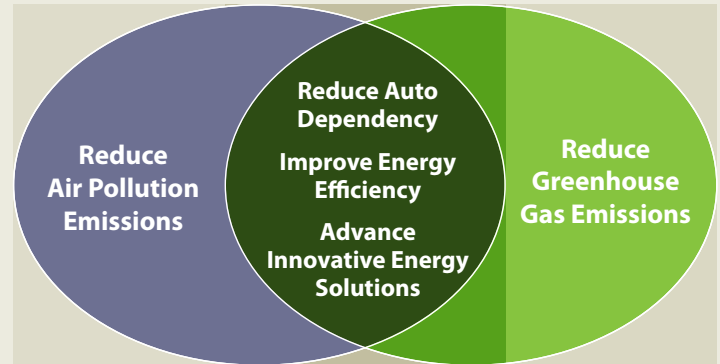 Reduce
Air Pollution
Emissions
Reduce Auto
Dependency
Improve Energy
Efficiency
Advance
Innovative Energy
Solutions
Reduce
Greenhouse
Gas Emissions